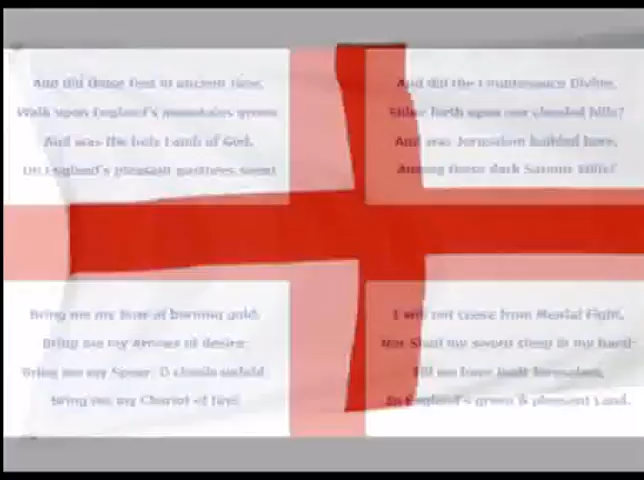 And did those feet in ancient time,
Walk upon England's mountains green
And was the holy Lamb of God,
On England's pleasant pastures seen!
And did the Countenance Divine,
Shine forth upon our clouded hills?
And was Jerusalem builded here,
Among these dark Satanic Mills?
Bring me my Bow of burning gold:
Bring me my Arrows of desire:
Bring me my Spear: O clouds unfold:
Bring me my Chariot of fire!
I will not cease from Mental Fight,
Nor Shall my sword sleep in my hand:
Till we have built Jerusalem,
In England's green & pleasant Land.